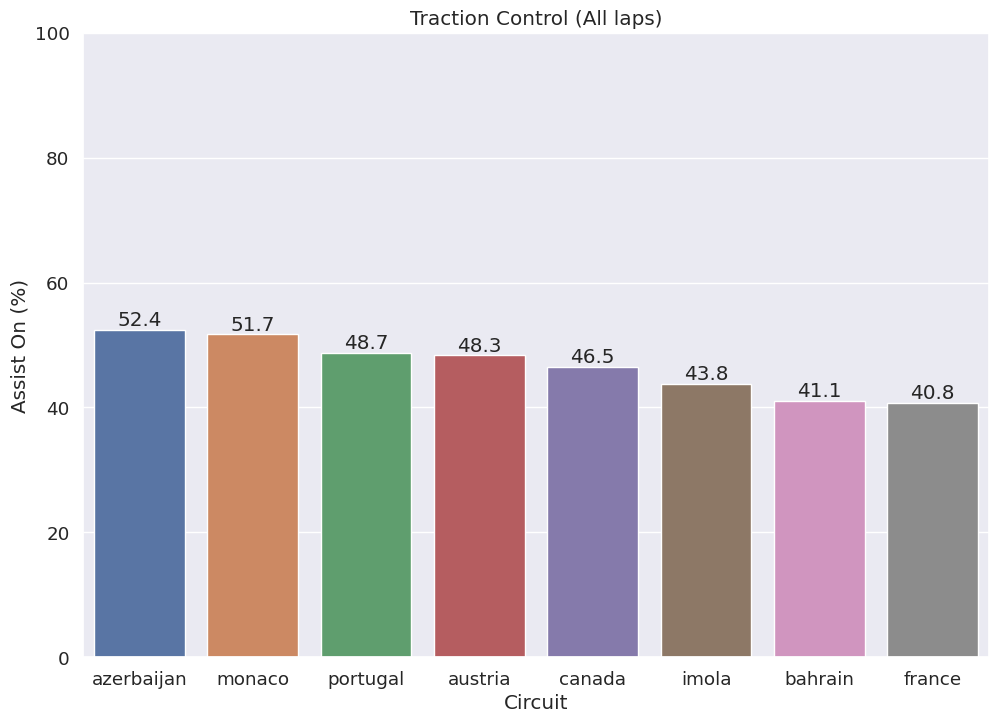 Traction Control (All laps)
100
80
60
40
20
0
Assist On (%)
52.4
51.7
48.7
48.3
46.5
43.8
41.1
40.8
azerbaijan
monaco
portugal
austria
canada
imola
bahrain
france
Circuit